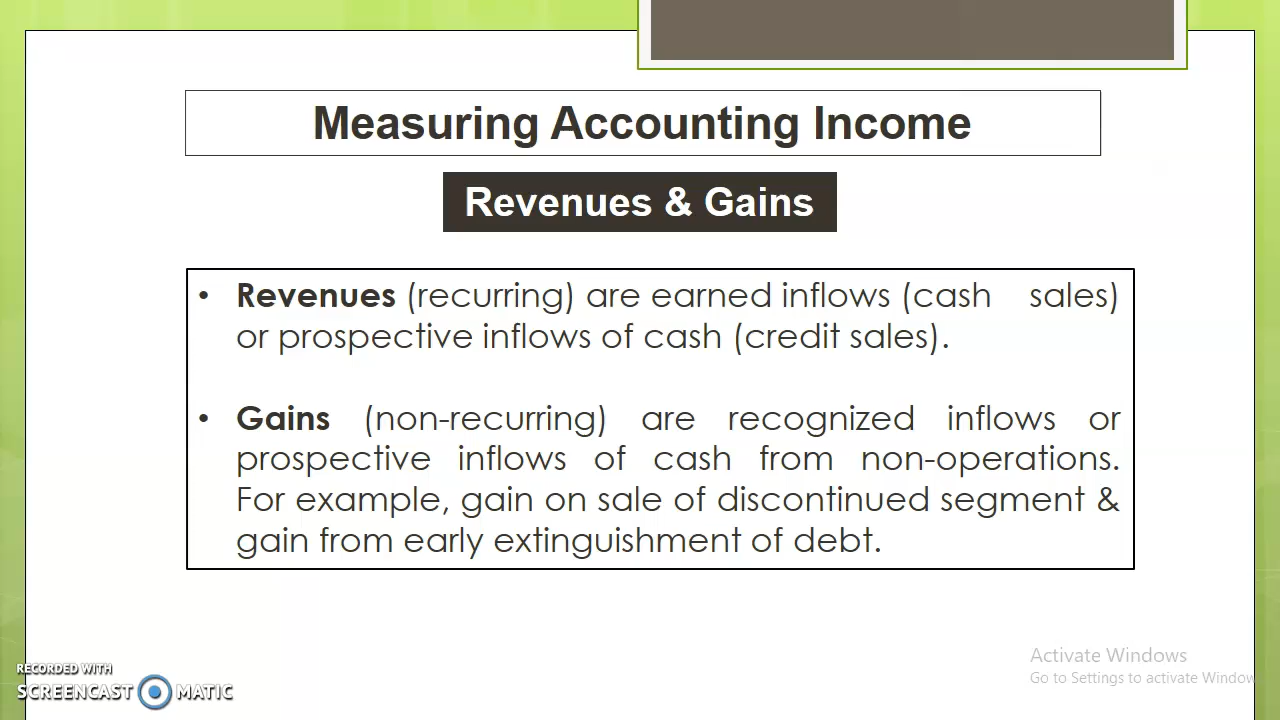 Measuring Accounting Income
Revenues & Gains
• Revenues (recurring) are earned inflows (cash sales)
or prospective inflows of cash (credit sales).
• Gains (non-recurring) are recognized inflows or
prospective inflows of cash from non-operations.
For example, gain on sale of discontinued segment &
gain from early extinguishment of debt.
Activate Windows
Go to Settings to activate Window
RECORDED WITH
SCREENCAST MATIC